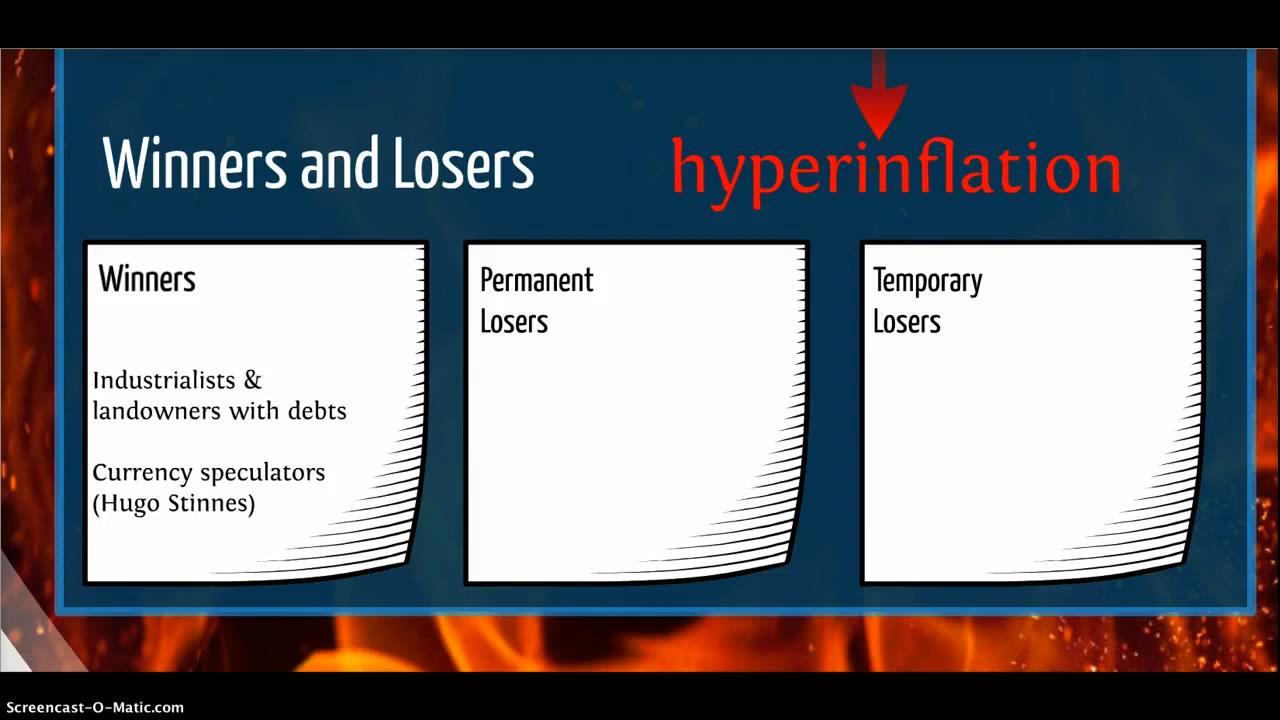 Winners and Losers
hyperinflation
Winners
Industrialists &
landowners with debts
Currency speculators
(Hugo Stinnes)
Permanent
Losers
Temporary
Losers
Screencast-O-Matic.com